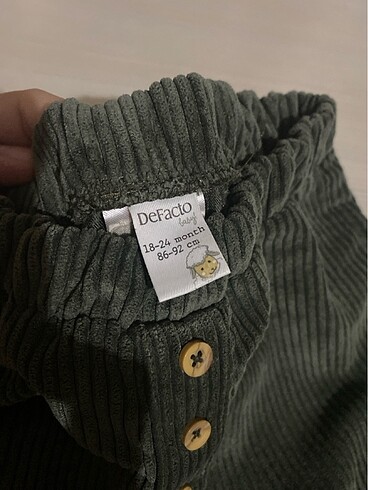 DeFacto
baby
18-24 month
86-92 cm